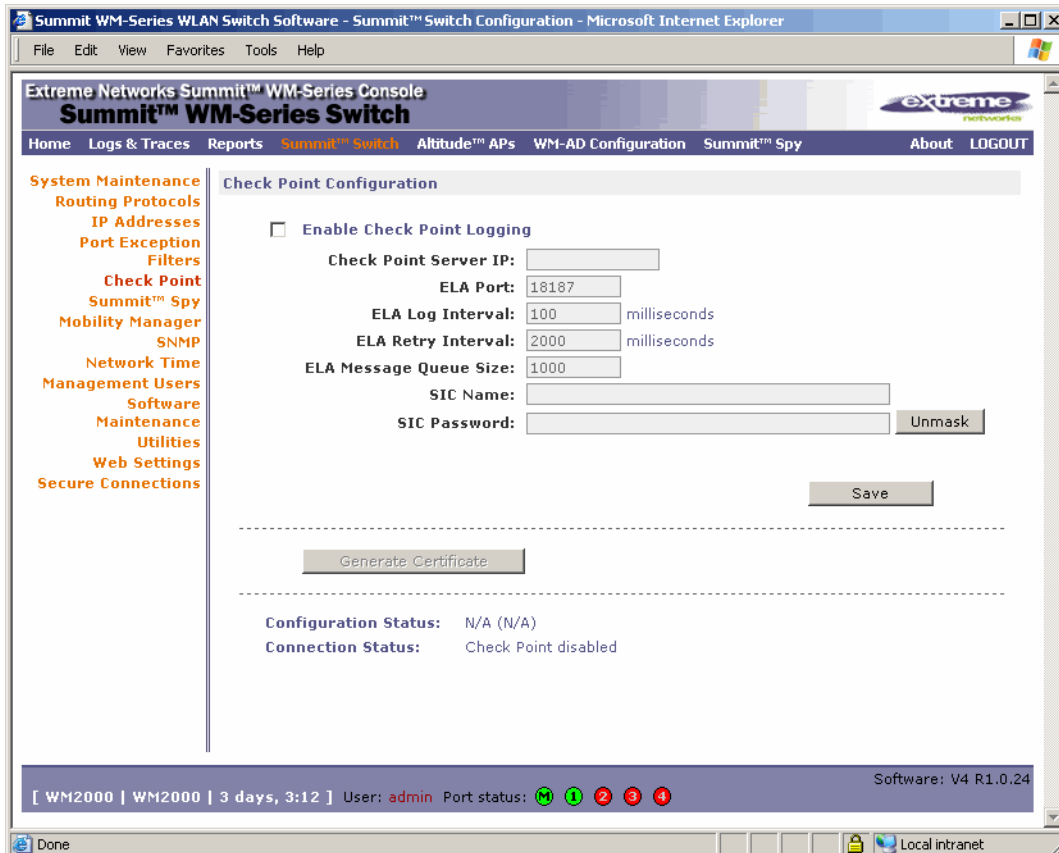 Summit WM-Series WLAN Switch Software - Summit™ Switch Configuration - Microsoft Internet Explorer
File Edit View Favorites Tools Help
Extreme Networks Summit™ WM-Series Console
Summit™ WM-Series Switch
extreme
networks
Home Logs & Traces Reports Summit™ Switch Altitude™ APs WM-AD Configuration Summit™ Spy About LOGOUT
System Maintenance
Routing Protocols
IP Addresses
Port Exception
Filters
Check Point
Summit™ Spy
Mobility Manager
SNMP
Network Time
Management Users
Software
Maintenance
Utilities
Web Settings
Secure Connections
Check Point Configuration
Enable Check Point Logging
Check Point Server IP:
ELA Port: 18187
ELA Log Interval: 100 milliseconds
ELA Retry Interval: 2000 milliseconds
ELA Message Queue Size: 1000
SIC Name:
SIC Password: Unmask
Save
Generate Certificate
Configuration Status: N/A (N/A)
Connection Status: Check Point disabled
Software: V4 R1.0.24
[ WM2000 | WM2000 | 3 days, 3:12 ] User: admin Port status: M 1 2 3 4
Done Local intranet